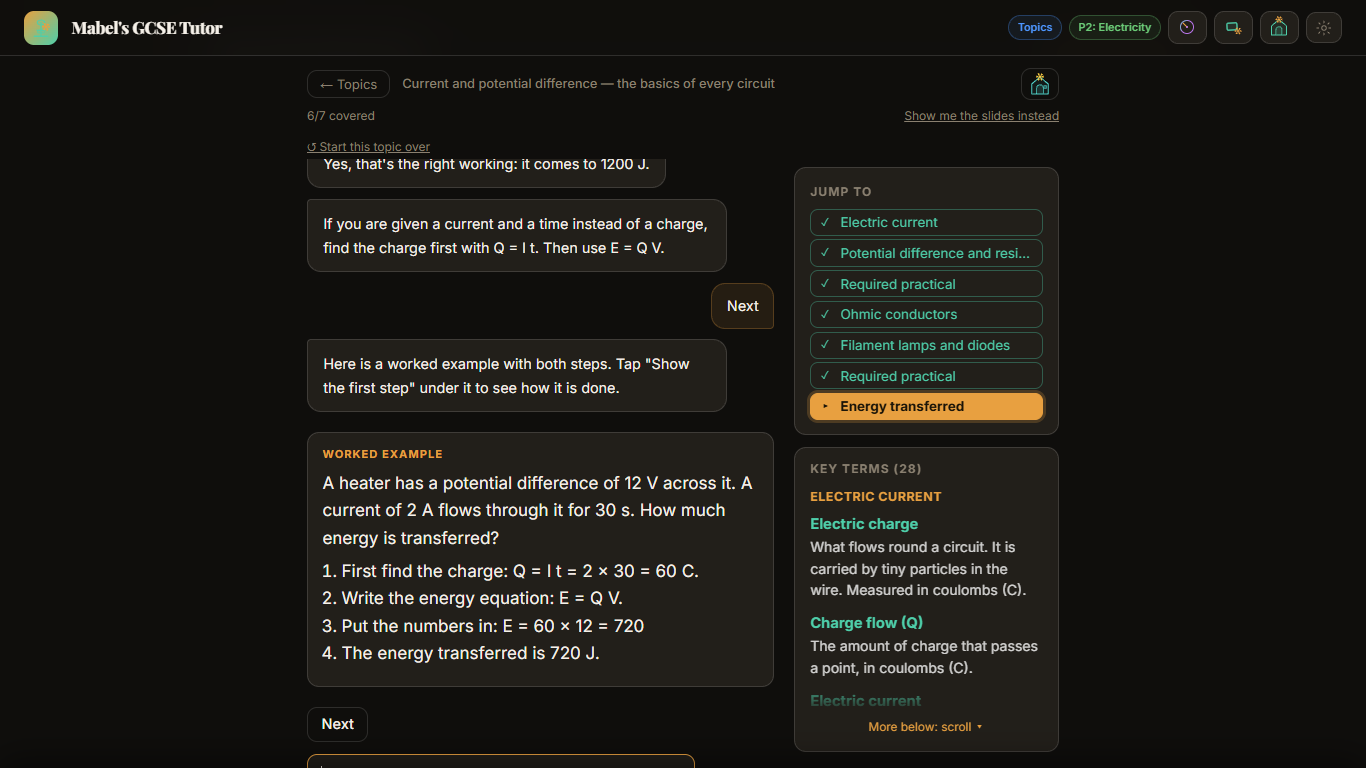 Mabel's GCSE Tutor
Topics
P2: Electricity
← Topics
Current and potential difference — the basics of every circuit
6/7 covered
Show me the slides instead
↺ Start this topic over
Yes, that's the right working: it comes to 1200 J.
If you are given a current and a time instead of a charge,
find the charge first with Q = I t. Then use E = Q V.
Next
Here is a worked example with both steps. Tap "Show
the first step" under it to see how it is done.
WORKED EXAMPLE
A heater has a potential difference of 12 V across it. A
current of 2 A flows through it for 30 s. How much
energy is transferred?
1. First find the charge: Q = I t = 2 × 30 = 60 C.
2. Write the energy equation: E = Q V.
3. Put the numbers in: E = 60 × 12 = 720
4. The energy transferred is 720 J.
Next
JUMP TO
✓ Electric current
✓ Potential difference and resi...
✓ Required practical
✓ Ohmic conductors
✓ Filament lamps and diodes
✓ Required practical
▸ Energy transferred
KEY TERMS (28)
ELECTRIC CURRENT
Electric charge
What flows round a circuit. It is
carried by tiny particles in the
wire. Measured in coulombs (C).
Charge flow (Q)
The amount of charge that passes
a point, in coulombs (C).
Electric current
More below: scroll ▾